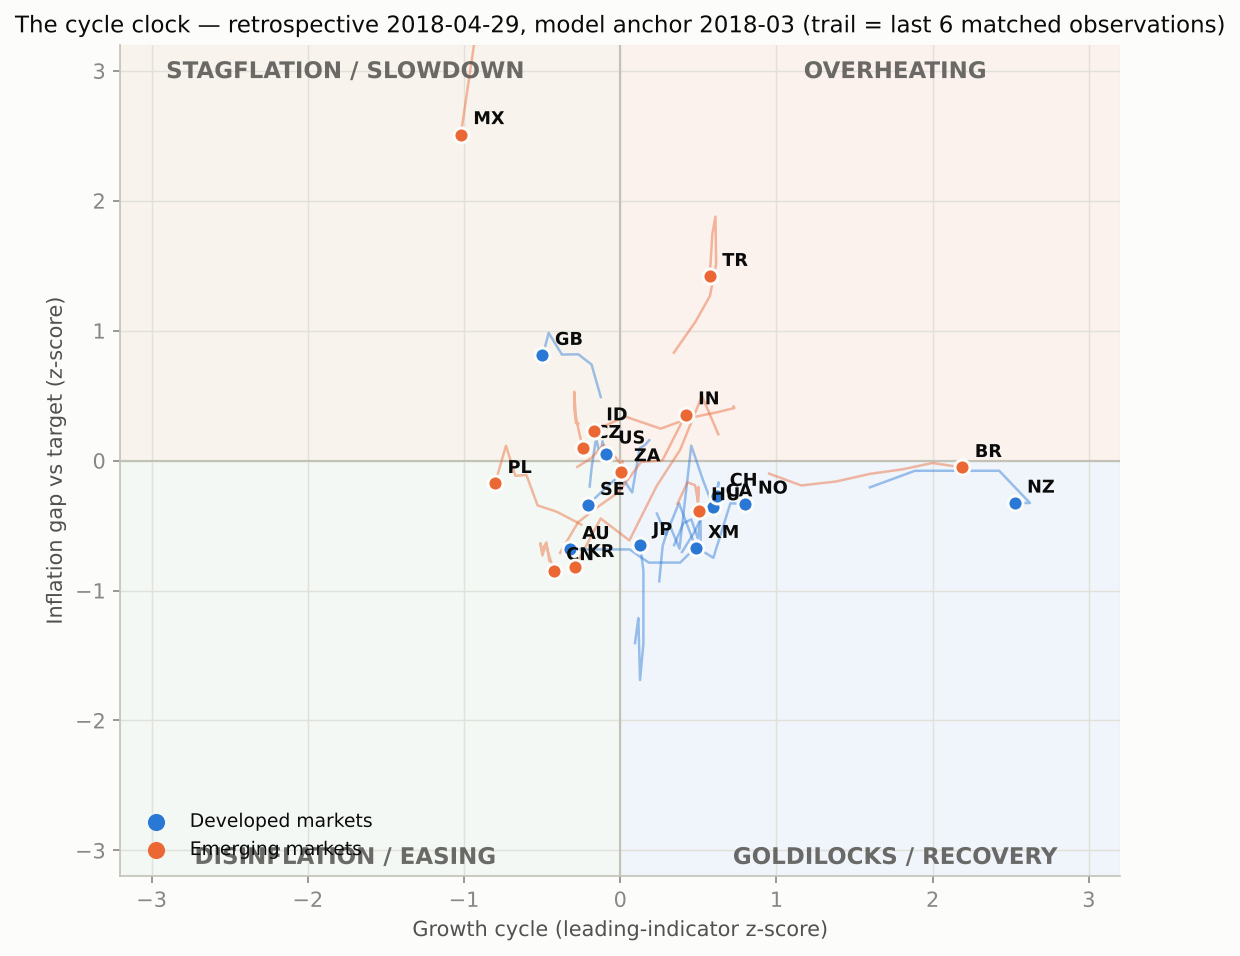 The cycle clock — retrospective 2018-04-29, model anchor 2018-03 (trail = last 6 matched observations)
STAGFLATION / SLOWDOWN
OVERHEATING
MX
TR
GB
IN
ID
CZ
US
ZA
BR
PL
CH
NO
NZ
SE
HU
CA
AU
JP
XM
CN
KR
3
2
1
0
−1
−2
−3
Inflation gap vs target (z-score)
Developed markets
Emerging markets
DISINFLATION / EASING
GOLDILOCKS / RECOVERY
−3
−2
−1
0
1
2
3
Growth cycle (leading-indicator z-score)